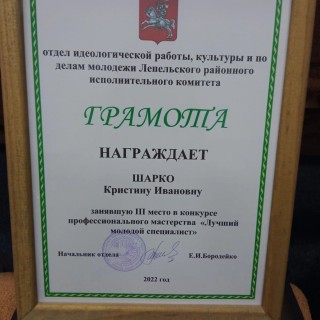 отдел идеологической работы, культуры и по
делам молодежи Лепельского районного
исполнительного комитета
ГРАМОТА
НАГРАЖДАЕТ
ШАРКО
Кристину Ивановну
занявшую III место в конкурсе
профессионального мастерства «Лучший
молодой специалист»
Начальник отдела Е.И.Бородейко
2022 год